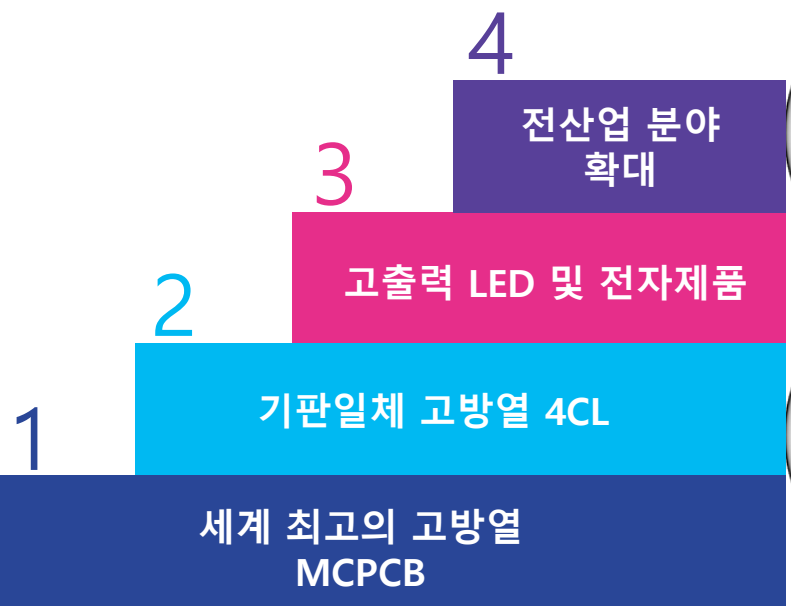 4
전산업 분야
확대
3
고출력 LED 및 전자제품
2
기판일체 고방열 4CL
1
세계 최고의 고방열
MCPCB